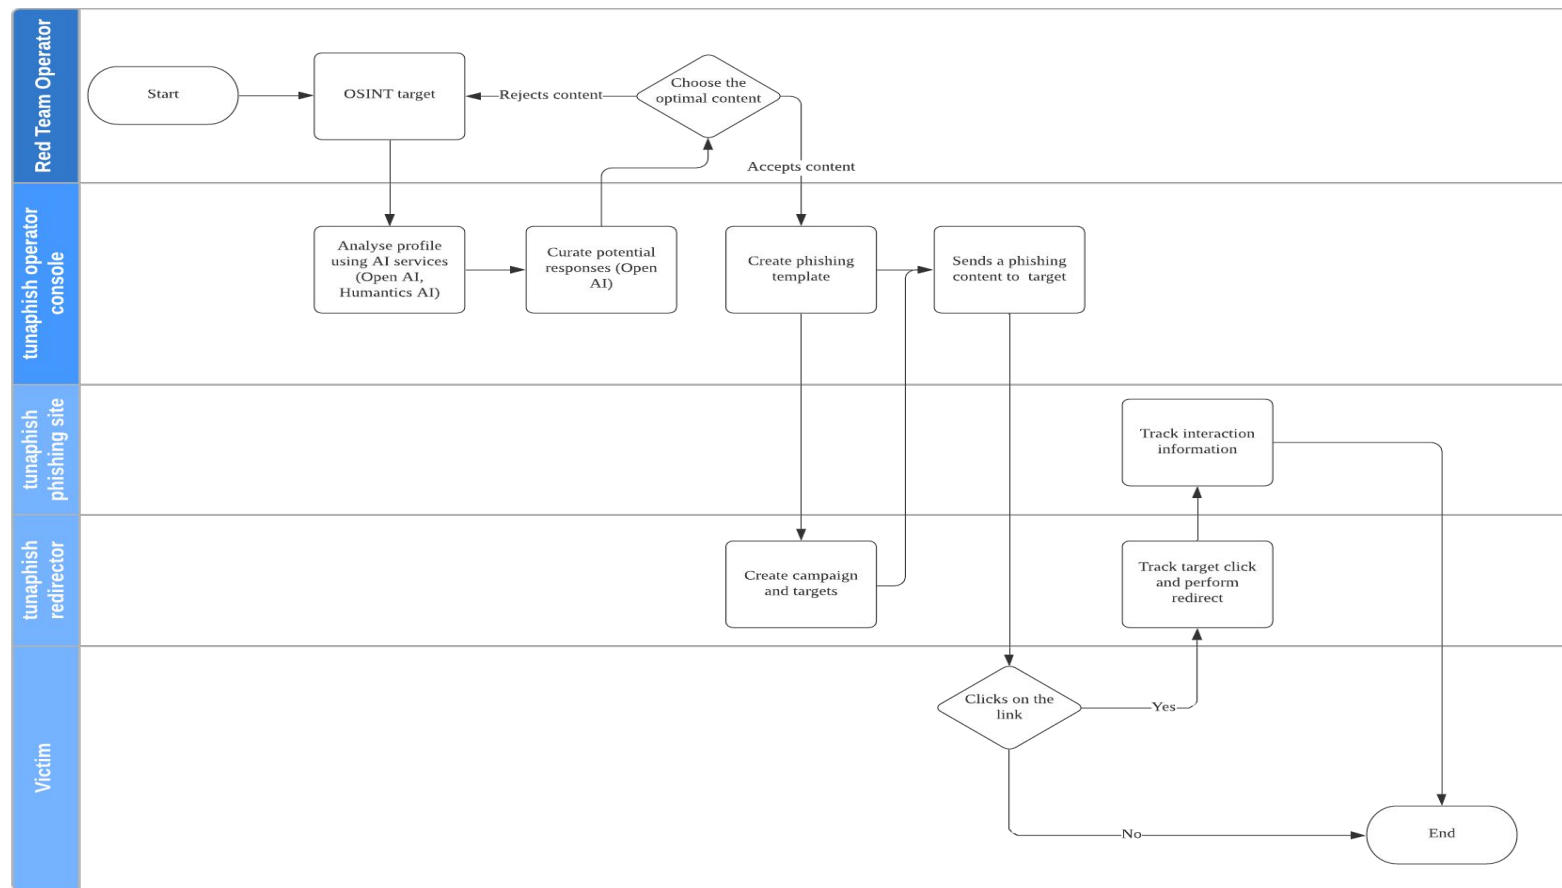 Red Team Operator
Start
OSINT target
Rejects content
Choose the
optimal content
Accepts content
tunaphish operator
console
Analyse profile
using AI services
(Open AI,
Humantics AI)
Curate potential
responses (Open
AI)
Create phishing
template
Sends a phishing
content to target
tunaphish
phishing site
Track interaction
information
tunaphish
redirector
Create campaign
and targets
Track target click
and perform
redirect
Victim
Clicks on the
link
Yes
No
End